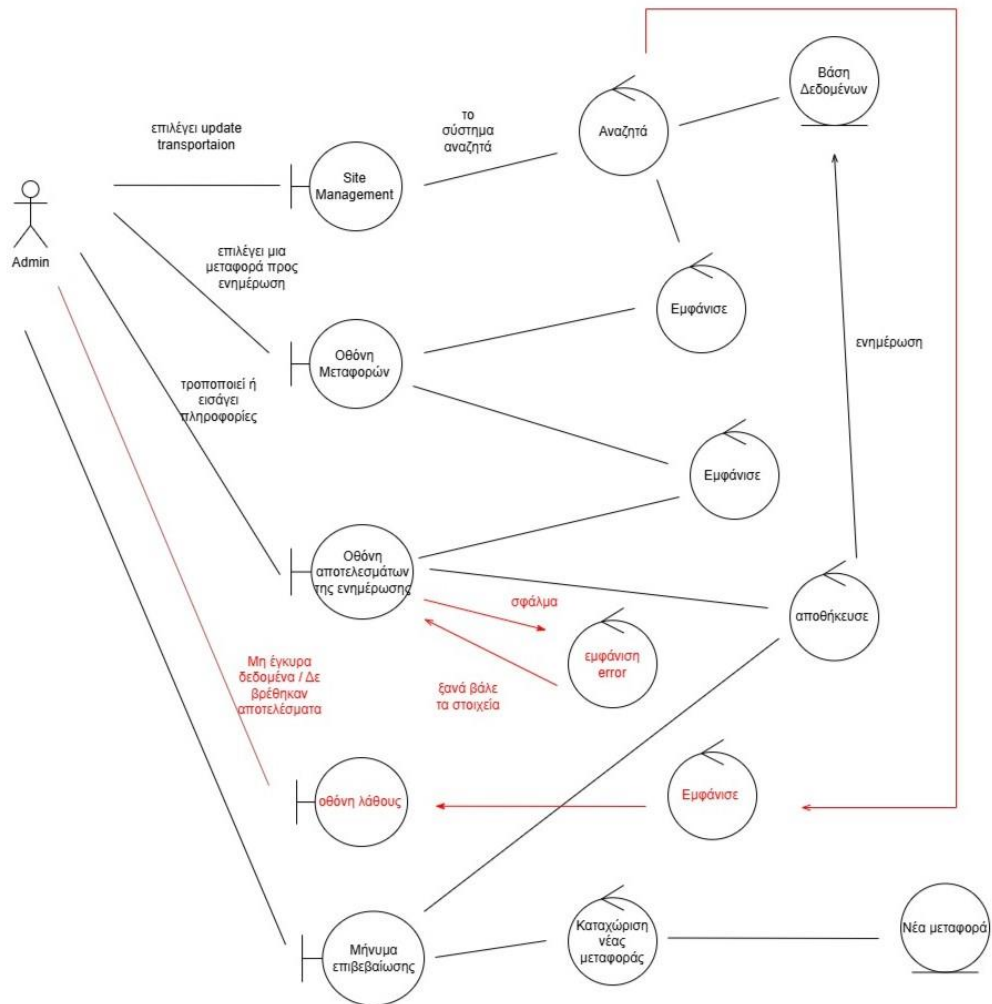 επιλέγει update
transportaion
το
σύστημα
αναζητά
Αναζητά
Βάση
Δεδομένων
Site
Management
Admin
επιλέγει μια
μεταφορά προς
ενημέρωση
Εμφάνισε
Οθόνη
Μεταφορών
ενημέρωση
τροποποιεί ή
εισάγει
πληροφορίες
Εμφάνισε
Οθόνη
αποτελεσμάτων
της ενημέρωσης
σφάλμα
αποθήκευσε
εμφάνιση
error
Μη έγκυρα
δεδομένα / Δε
βρέθηκαν
αποτελέσματα
ξανά βάλε
τα στοιχεία
οθόνη λάθους
Εμφάνισε
Μήνυμα
επιβεβαίωσης
Καταχώριση
νέας
μεταφοράς
Νέα μεταφορά